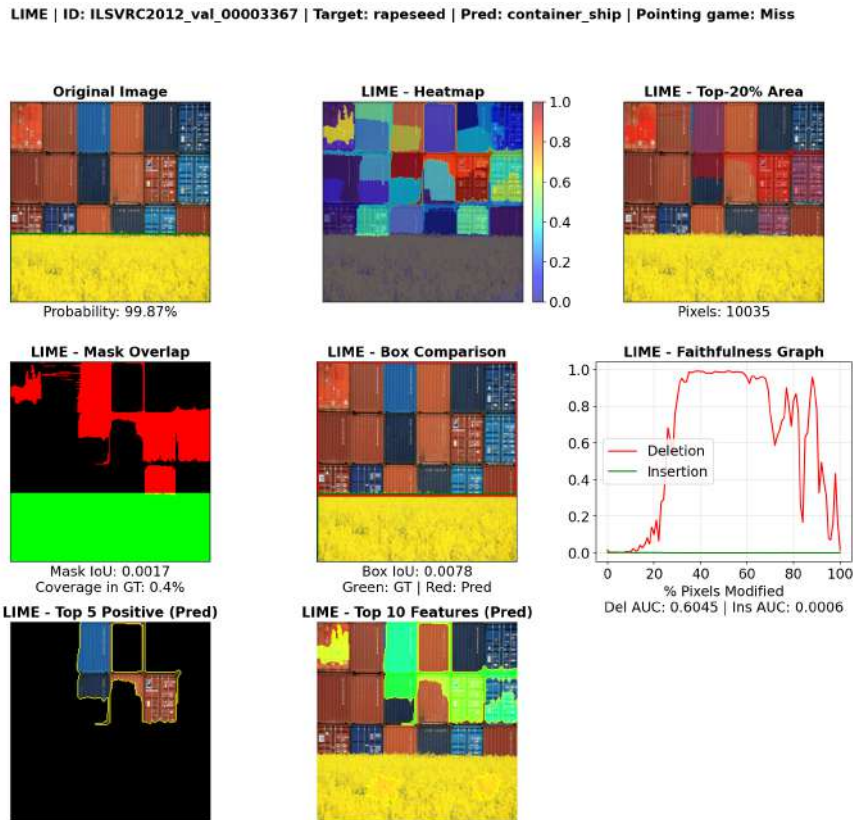 LIME | ID: ILSVRC2012_val_00003367 | Target: rapeseed | Pred: container_ship | Pointing game: Miss
Original Image
Probability: 99.87%
LIME - Heatmap
1.0
0.8
0.6
0.4
0.2
0.0
LIME - Top-20% Area
Pixels: 10035
LIME - Mask Overlap
Mask IoU: 0.0017
Coverage in GT: 0.4%
LIME - Box Comparison
Box IoU: 0.0078
Green: GT | Red: Pred
LIME - Faithfulness Graph
1.0
0.8
0.6
0.4
0.2
0.0
Deletion
Insertion
0 20 40 60 80 100
% Pixels Modified
Del AUC: 0.6045 | Ins AUC: 0.0006
LIME - Top 5 Positive (Pred)
LIME - Top 10 Features (Pred)